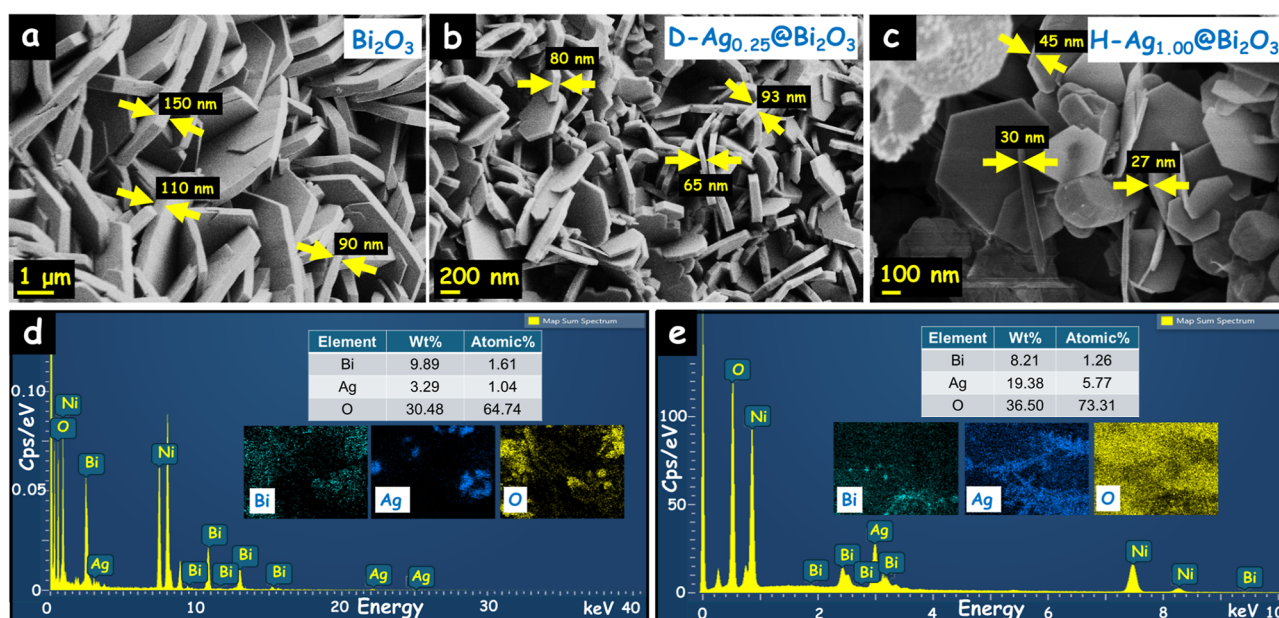 a
Bi₂O₃
150 nm
110 nm
90 nm
1 μm
b
D-Ag₀.₂₅@Bi₂O₃
80 nm
93 nm
65 nm
200 nm
c
H-Ag₁.₀₀@Bi₂O₃
45 nm
30 nm
27 nm
100 nm
d
Map Sum Spectrum
Element Wt% Atomic%
Bi 9.89 1.61
Ag 3.29 1.04
O 30.48 64.74
Cps/eV
0.10
0.05
0
Ni
O
Bi
Ag
Ni
Bi
Bi
Bi
Bi
Bi
Ag
Ag
Bi
Ag
O
0 10 20 30 40
Energy
keV
e
Map Sum Spectrum
Element Wt% Atomic%
Bi 8.21 1.26
Ag 19.38 5.77
O 36.50 73.31
Cps/eV
100
50
0
O
Ni
Bi
Bi
Bi
Ag
Bi
Ni
Ni
Bi
Bi
Ag
O
0 2 4 6 8 10
Energy
keV